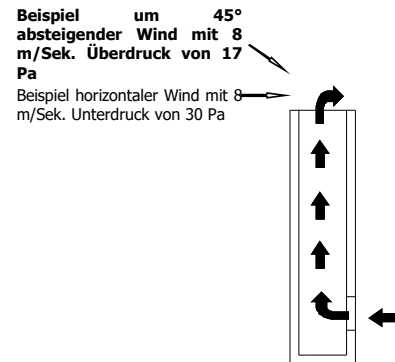 Beispiel um 45°
absteigender Wind mit 8
m/Sek. Überdruck von 17
Pa
Beispiel horizontaler Wind mit 8
m/Sek. Unterdruck von 30 Pa